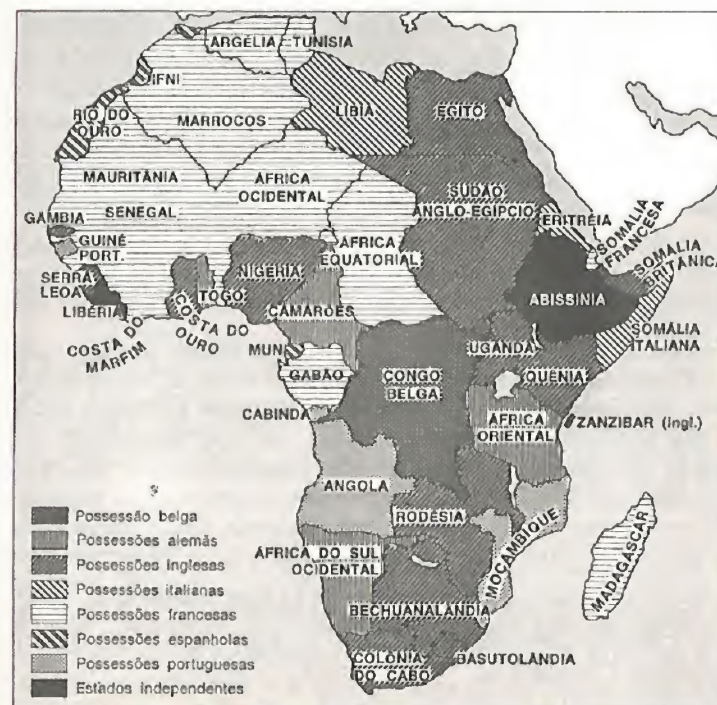 ARGÉLIA
TUNÍSIA
IFNI
RIO DO
OURO
MARROCOS
LÍBIA
EGITO
MAURITÂNIA
ÁFRICA
OCIDENTAL
SENEGAL
SUDÃO
ANGLO-EGÍPCIO
ERITRÉIA
SOMÁLIA
FRANCESA
SOMÁLIA
BRITÂNICA
GÂMBIA
GUINÉ
PORT.
ÁFRICA
EQUATORIAL
NIGÉRIA
SERRA
LEOA
LIBÉRIA
TOGO
CAMARÕES
ABISSÍNIA
COSTA DO
MARFIM
COSTA DO
OURO
SOMÁLIA
ITALIANA
MUNI
GABÃO
CONGO
BELGA
UGANDA
QUÊNIA
CABINDA
ÁFRICA
ORIENTAL
ZANZIBAR (ingl.)
ANGOLA
RODÉSIA
MOÇAMBIQUE
MADAGASCAR
ÁFRICA DO SUL
OCIDENTAL
BECHUANALÂNDIA
COLÔNIA
DO CABO
BASUTOLÂNDIA
Possessão belga
Possessões alemãs
Possessões inglesas
Possessões italianas
Possessões francesas
Possessões espanholas
Possessões portuguesas
Estados independentes